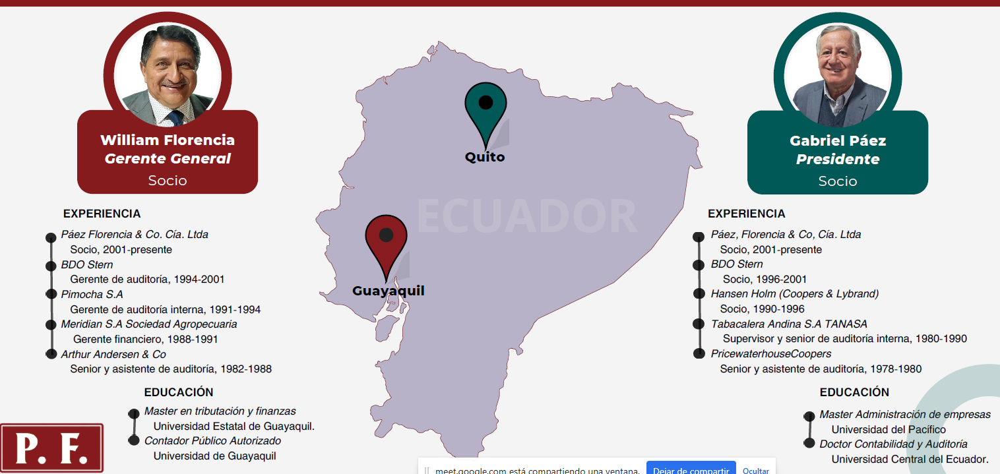 William Florencia
Gerente General
Socio
EXPERIENCIA
Páez Florencia & Co. Cía. Ltda
Socio, 2001-presente
BDO Stern
Gerente de auditoría, 1994-2001
Pimocha S.A
Gerente de auditoría interna, 1991-1994
Meridian S.A Sociedad Agropecuaria
Gerente financiero, 1988-1991
Arthur Andersen & Co
Senior y asistente de auditoría, 1982-1988
EDUCACIÓN
Master en tributación y finanzas
Universidad Estatal de Guayaquil.
Contador Público Autorizado
Universidad de Guayaquil
P. F.
Quito
ECUADOR
Guayaquil
Gabriel Páez
Presidente
Socio
EXPERIENCIA
Páez, Florencia & Co, Cía. Ltda
Socio, 2001-presente
BDO Stern
Socio, 1996-2001
Hansen Holm (Coopers & Lybrand)
Socio, 1990-1996
Tabacalera Andina S.A TANASA
Supervisor y senior de auditoría interna, 1980-1990
PricewaterhouseCoopers
Senior y asistente de auditoría, 1978-1980
EDUCACIÓN
Master Administración de empresas
Universidad del Pacífico
Doctor Contabilidad y Auditoría
Universidad Central del Ecuador.
meet.google.com está compartiendo una ventana.
Dejar de compartir
Ocultar